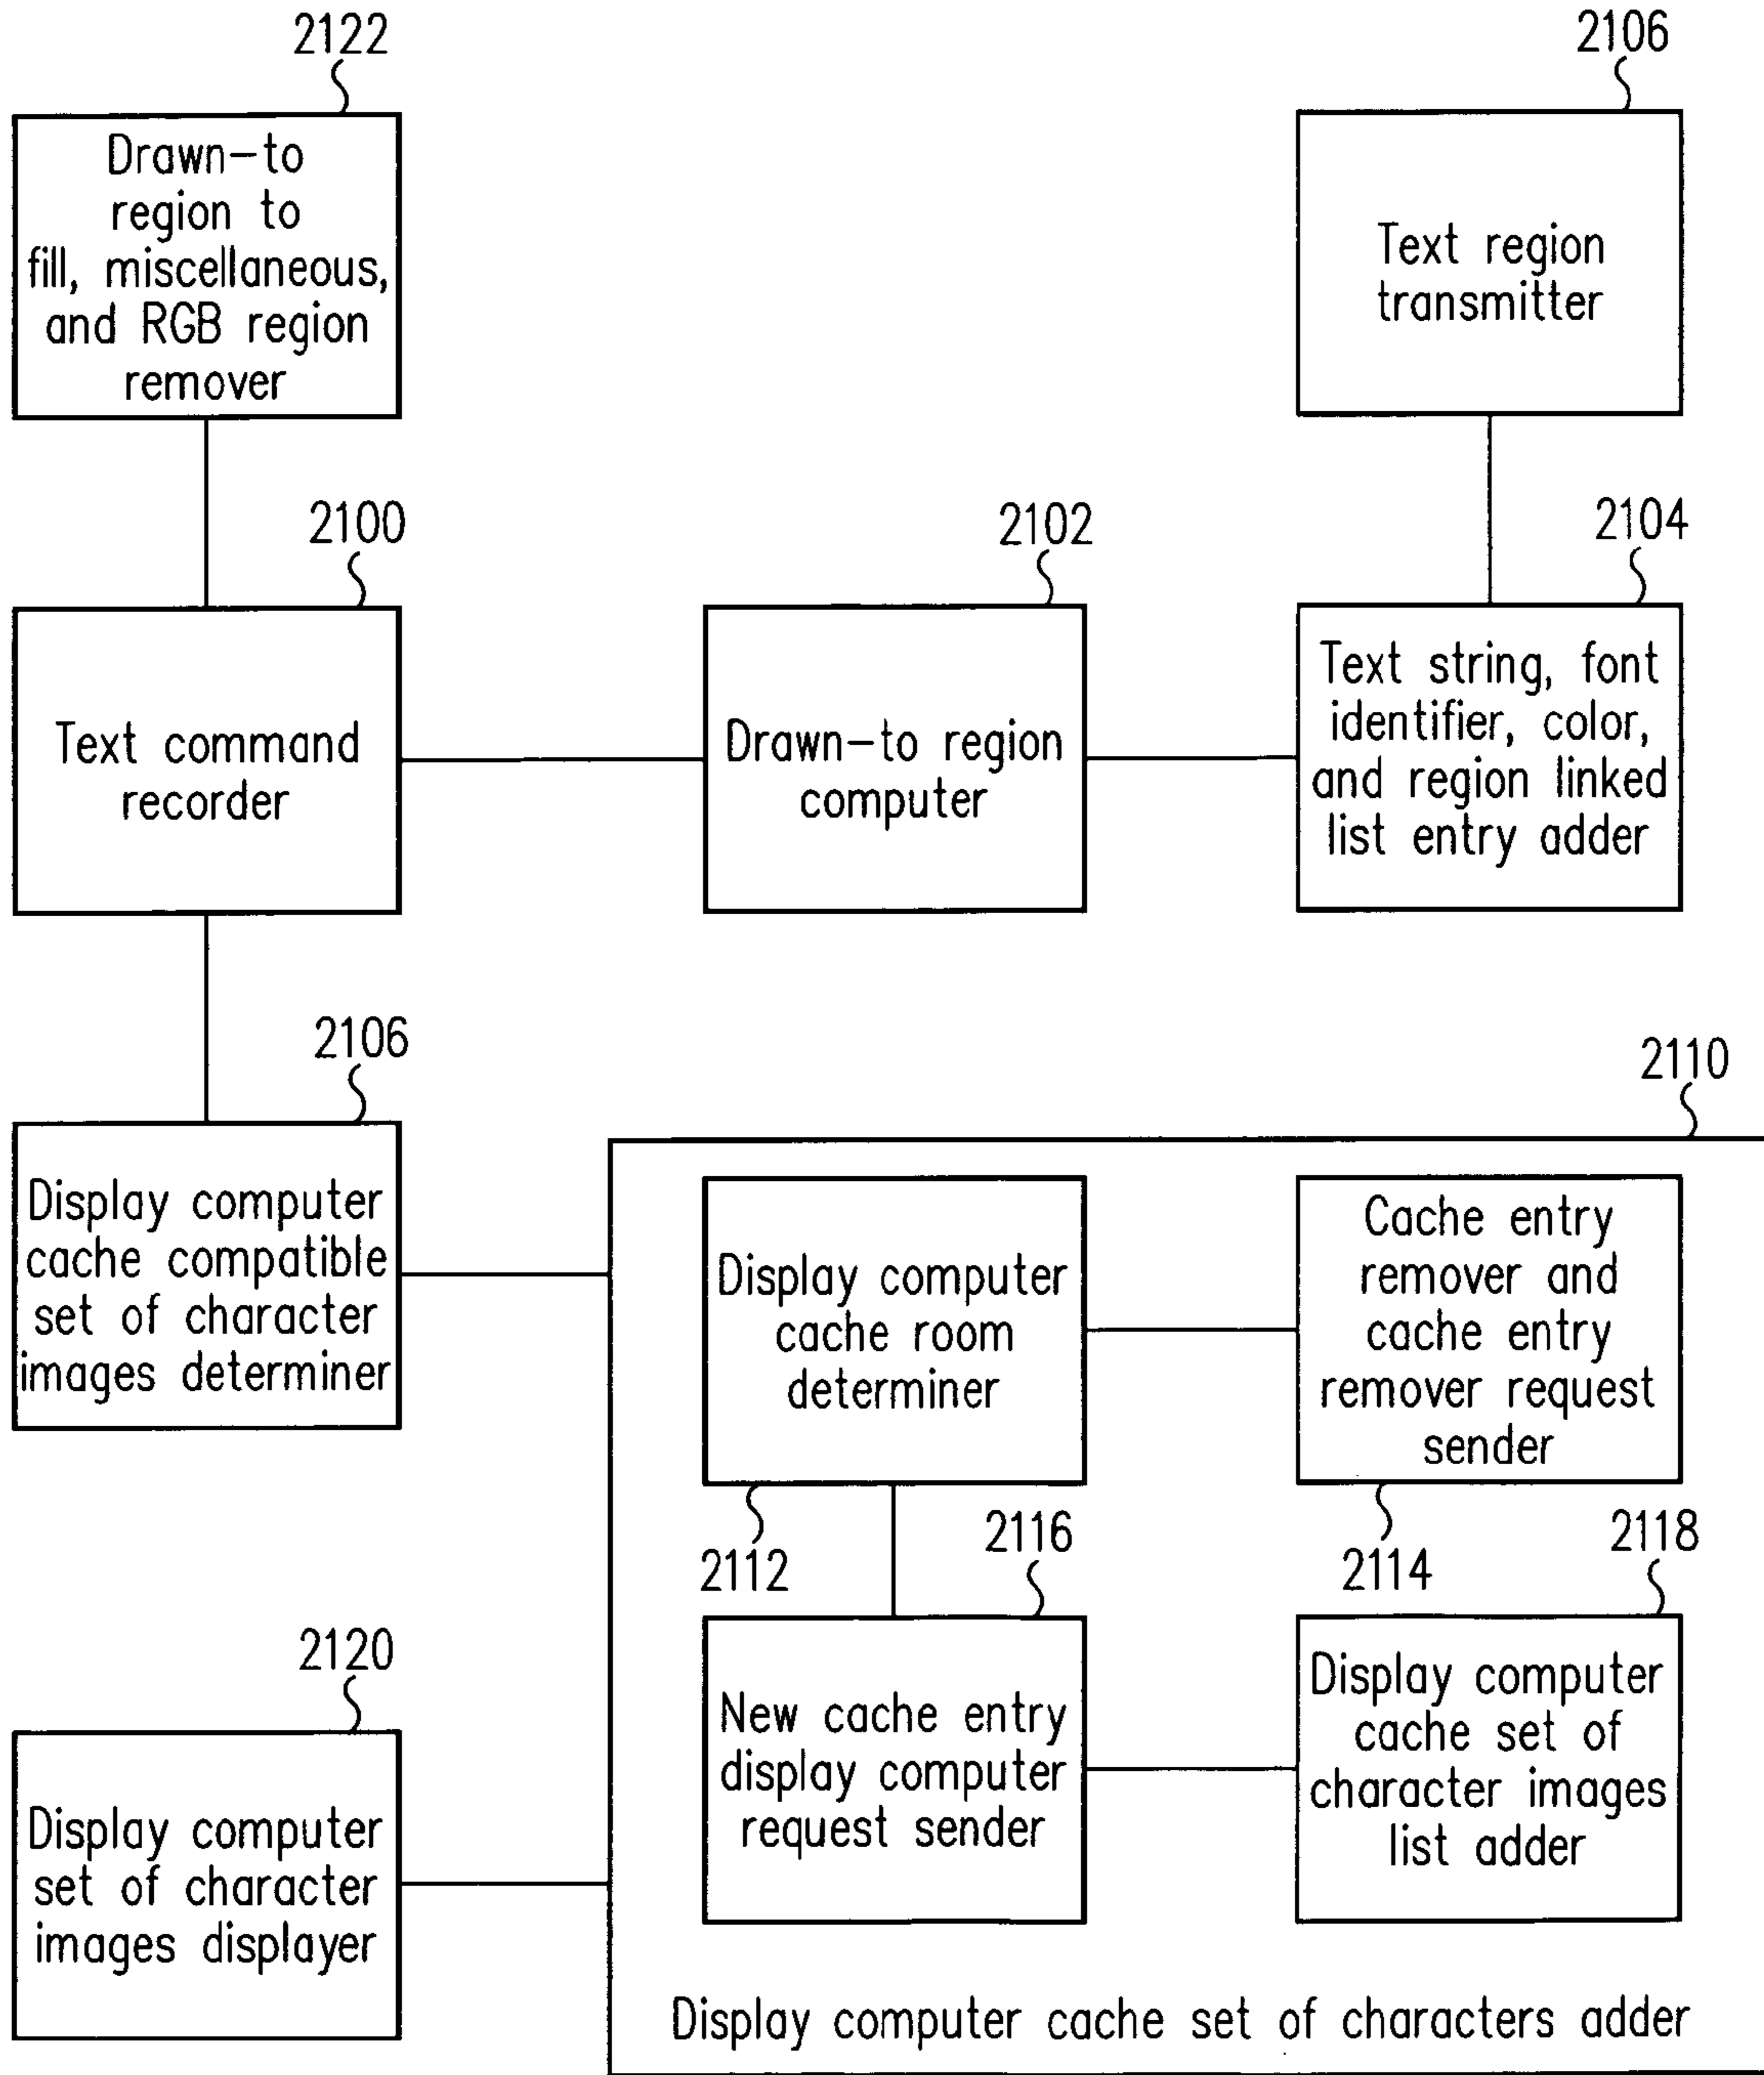 2122
Drawn-to
region to
fill, miscellaneous,
and RGB region
remover
2106
Text region
transmitter
2100
Text command
recorder
2102
Drawn-to region
computer
2104
Text string, font
identifier, color,
and region linked
list entry adder
2106
Display computer
cache compatible
set of character
images determiner
2110
Display computer
cache room
determiner
2112
Cache entry
remover and
cache entry
remover request
sender
2114
2116
New cache entry
display computer
request sender
2118
Display computer
cache set of
character images
list adder
2120
Display computer
set of character
images displayer
Display computer cache set of characters adder